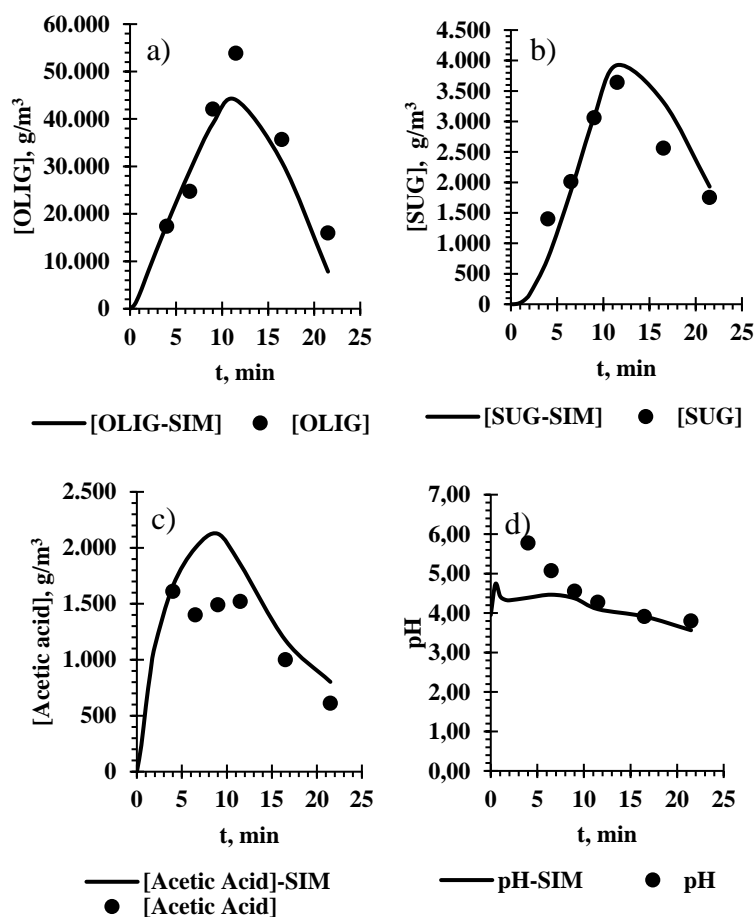 a)
[OLIG], g/m³
60.000
50.000
40.000
30.000
20.000
10.000
0
0 5 10 15 20 25
t, min
[OLIG-SIM] [OLIG]
b)
[SUG], g/m³
4.500
4.000
3.500
3.000
2.500
2.000
1.500
1.000
500
0
0 5 10 15 20 25
t, min
[SUG-SIM] [SUG]
c)
[Acetic acid], g/m³
2.500
2.000
1.500
1.000
500
0
0 5 10 15 20 25
t, min
[Acetic Acid]-SIM
[Acetic Acid]
d)
pH
7,00
6,00
5,00
4,00
3,00
2,00
1,00
0,00
0 5 10 15 20 25
t, min
pH-SIM pH